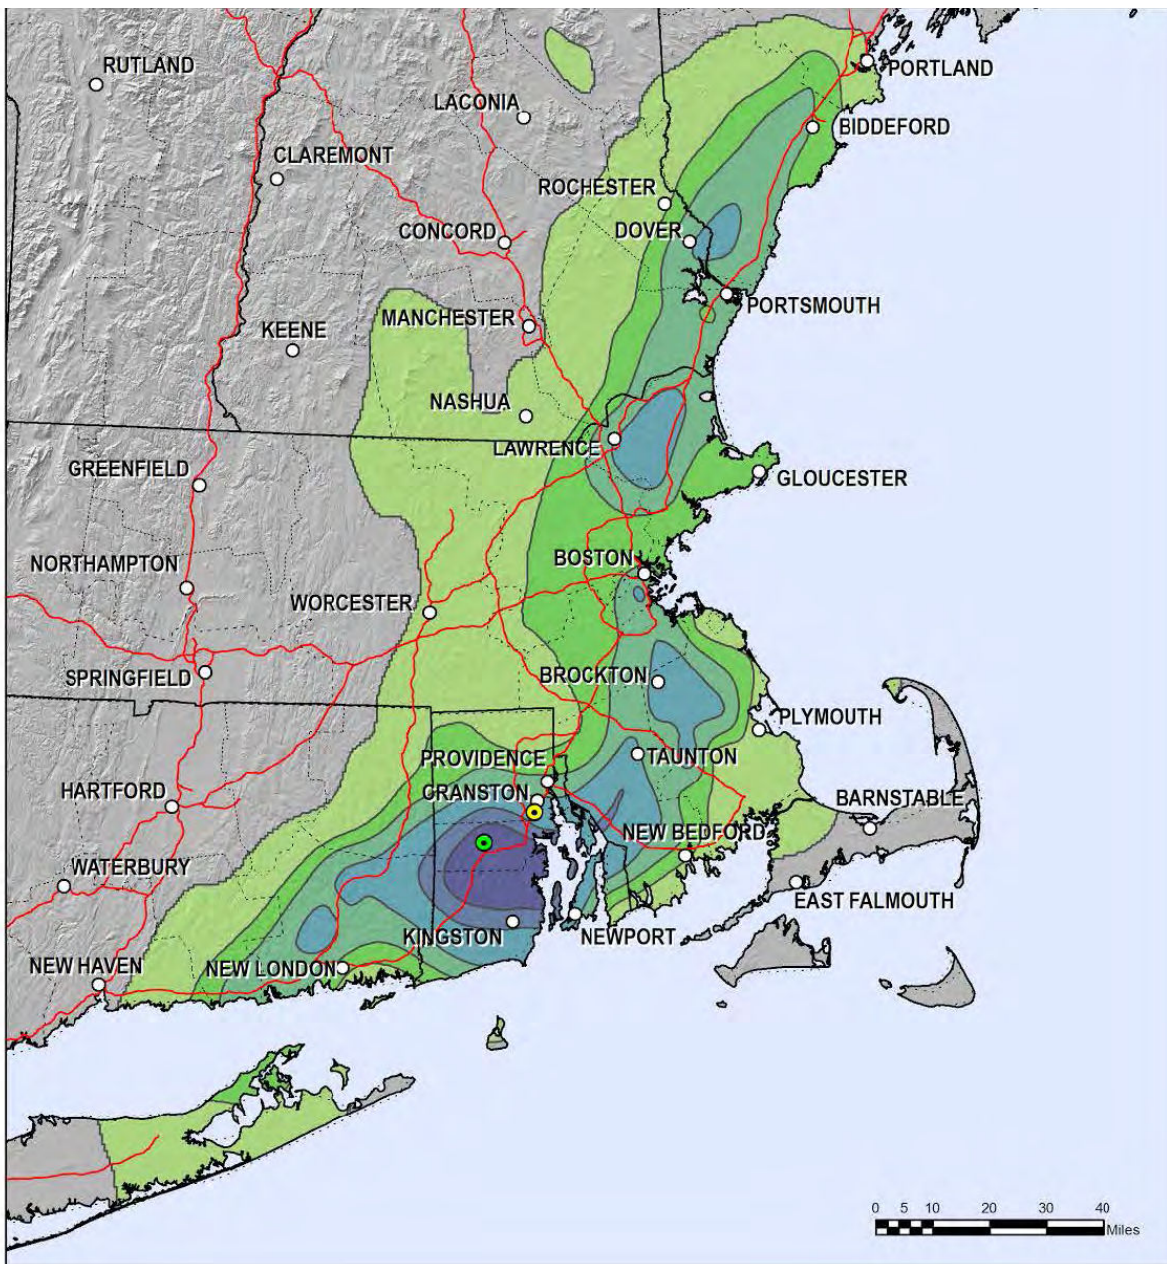 RUTLAND
PORTLAND
LACONIA
BIDDEFORD
CLAREMONT
ROCHESTER
CONCORD
DOVER
PORTSMOUTH
MANCHESTER
KEENE
NASHUA
LAWRENCE
GREENFIELD
GLOUCESTER
BOSTON
NORTHAMPTON
WORCESTER
SPRINGFIELD
BROCKTON
PLYMOUTH
PROVIDENCE
TAUNTON
HARTFORD
CRANSTON
BARNSTABLE
NEW BEDFORD
WATERBURY
EAST FALMOUTH
KINGSTON
NEWPORT
NEW HAVEN
NEW LONDON
0 5 10 20 30 40
Miles